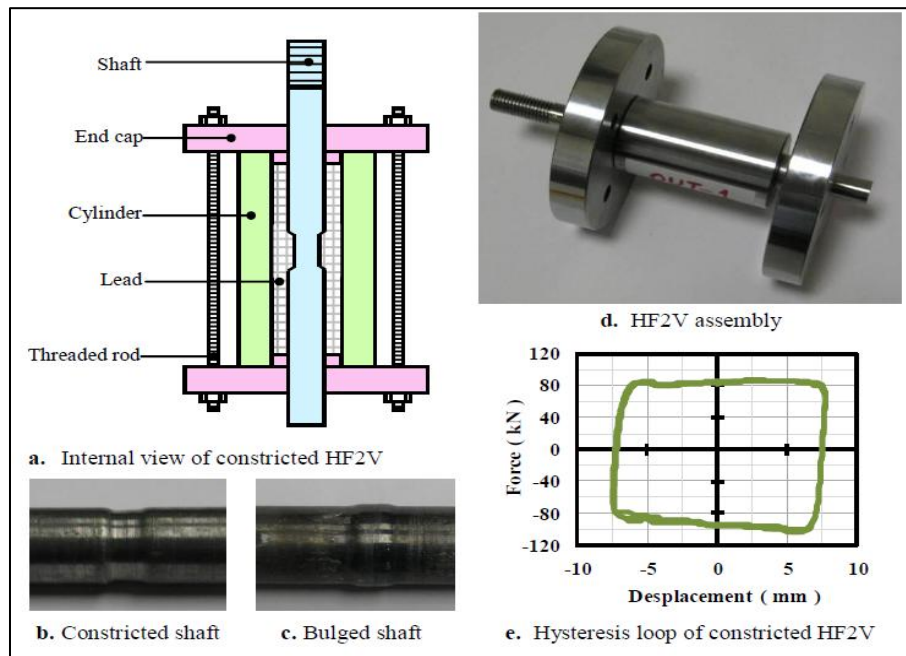 Shaft
End cap
Cylinder
Lead
Threaded rod
a. Internal view of constricted HF2V
b. Constricted shaft
c. Bulged shaft
d. HF2V assembly
120
80
40
0
-40
-80
-120
Force ( kN )
-10 -5 0 5 10
Desplacement ( mm )
e. Hysteresis loop of constricted HF2V